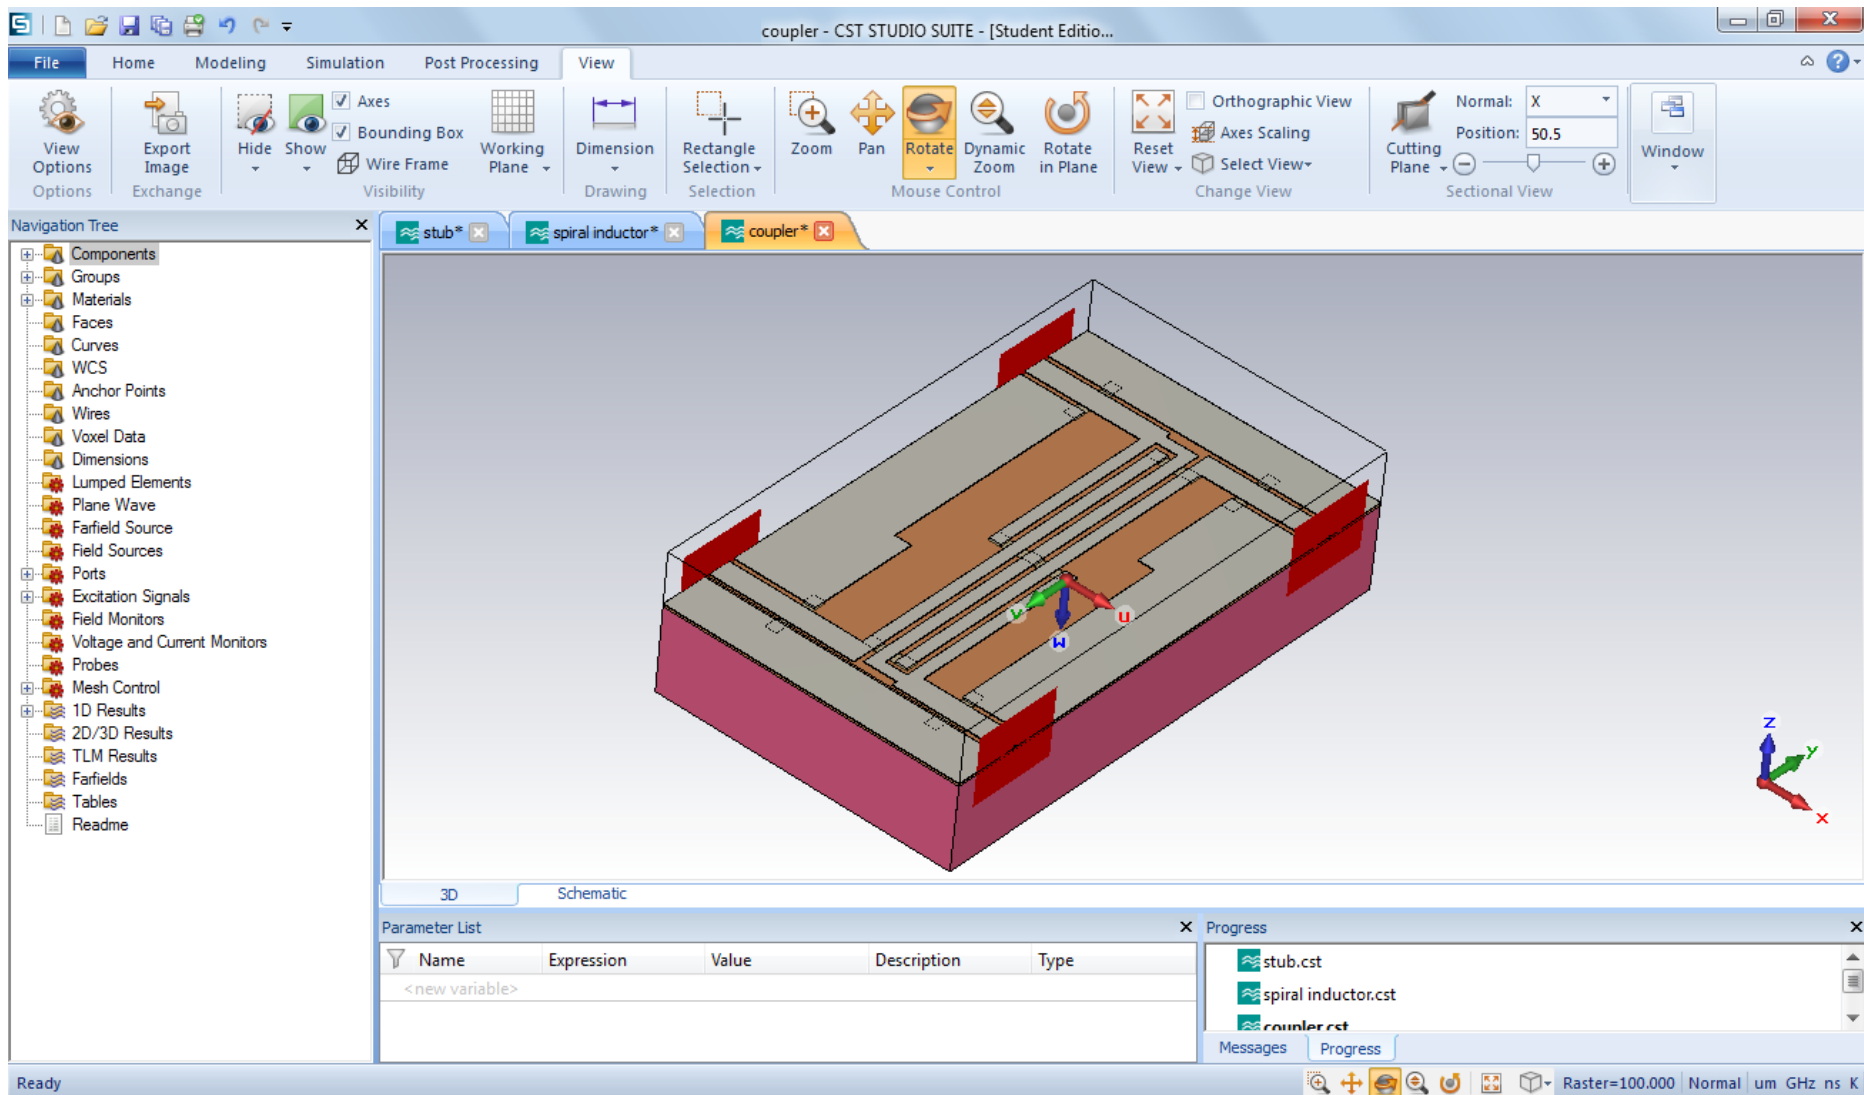 coupler - CST STUDIO SUITE - [Student Editio...
File Home Modeling Simulation Post Processing View
View Options
Export Image
Hide Show
Axes
Bounding Box
Wire Frame
Working Plane
Dimension
Rectangle Selection
Zoom Pan Rotate Dynamic Zoom Rotate in Plane
Reset View
Orthographic View
Axes Scaling
Select View
Cutting Plane
Normal: X
Position: 50.5
Window
Options Exchange Visibility Drawing Selection Mouse Control Change View Sectional View
Navigation Tree
stub* spiral inductor* coupler*
Components
Groups
Materials
Faces
Curves
WCS
Anchor Points
Wires
Voxel Data
Dimensions
Lumped Elements
Plane Wave
Farfield Source
Field Sources
Ports
Excitation Signals
Field Monitors
Voltage and Current Monitors
Probes
Mesh Control
1D Results
2D/3D Results
TLM Results
Farfields
Tables
Readme
v u
w
z
y
x
3D Schematic
Parameter List
Name Expression Value Description Type
<new variable>
Progress
stub.cst
spiral inductor.cst
coupler.cst
Messages Progress
Ready
Raster=100.000 Normal um GHz ns K